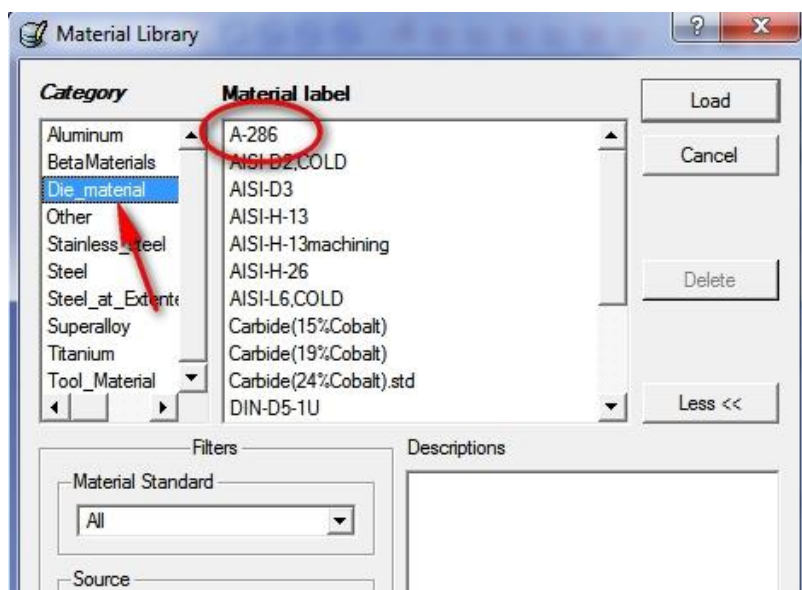 Material Library
Category
Material label
Load
Cancel
Delete
Less <<
Aluminum
BetaMaterials
Die_material
Other
Stainless_steel
Steel
Steel_at_Extente
Superalloy
Titanium
Tool_Material
A-286
AISI-D2,COLD
AISI-D3
AISI-H-13
AISI-H-13machining
AISI-H-26
AISI-L6,COLD
Carbide(15%Cobalt)
Carbide(19%Cobalt)
Carbide(24%Cobalt).std
DIN-D5-1U
Filters
Material Standard
All
Source
Descriptions